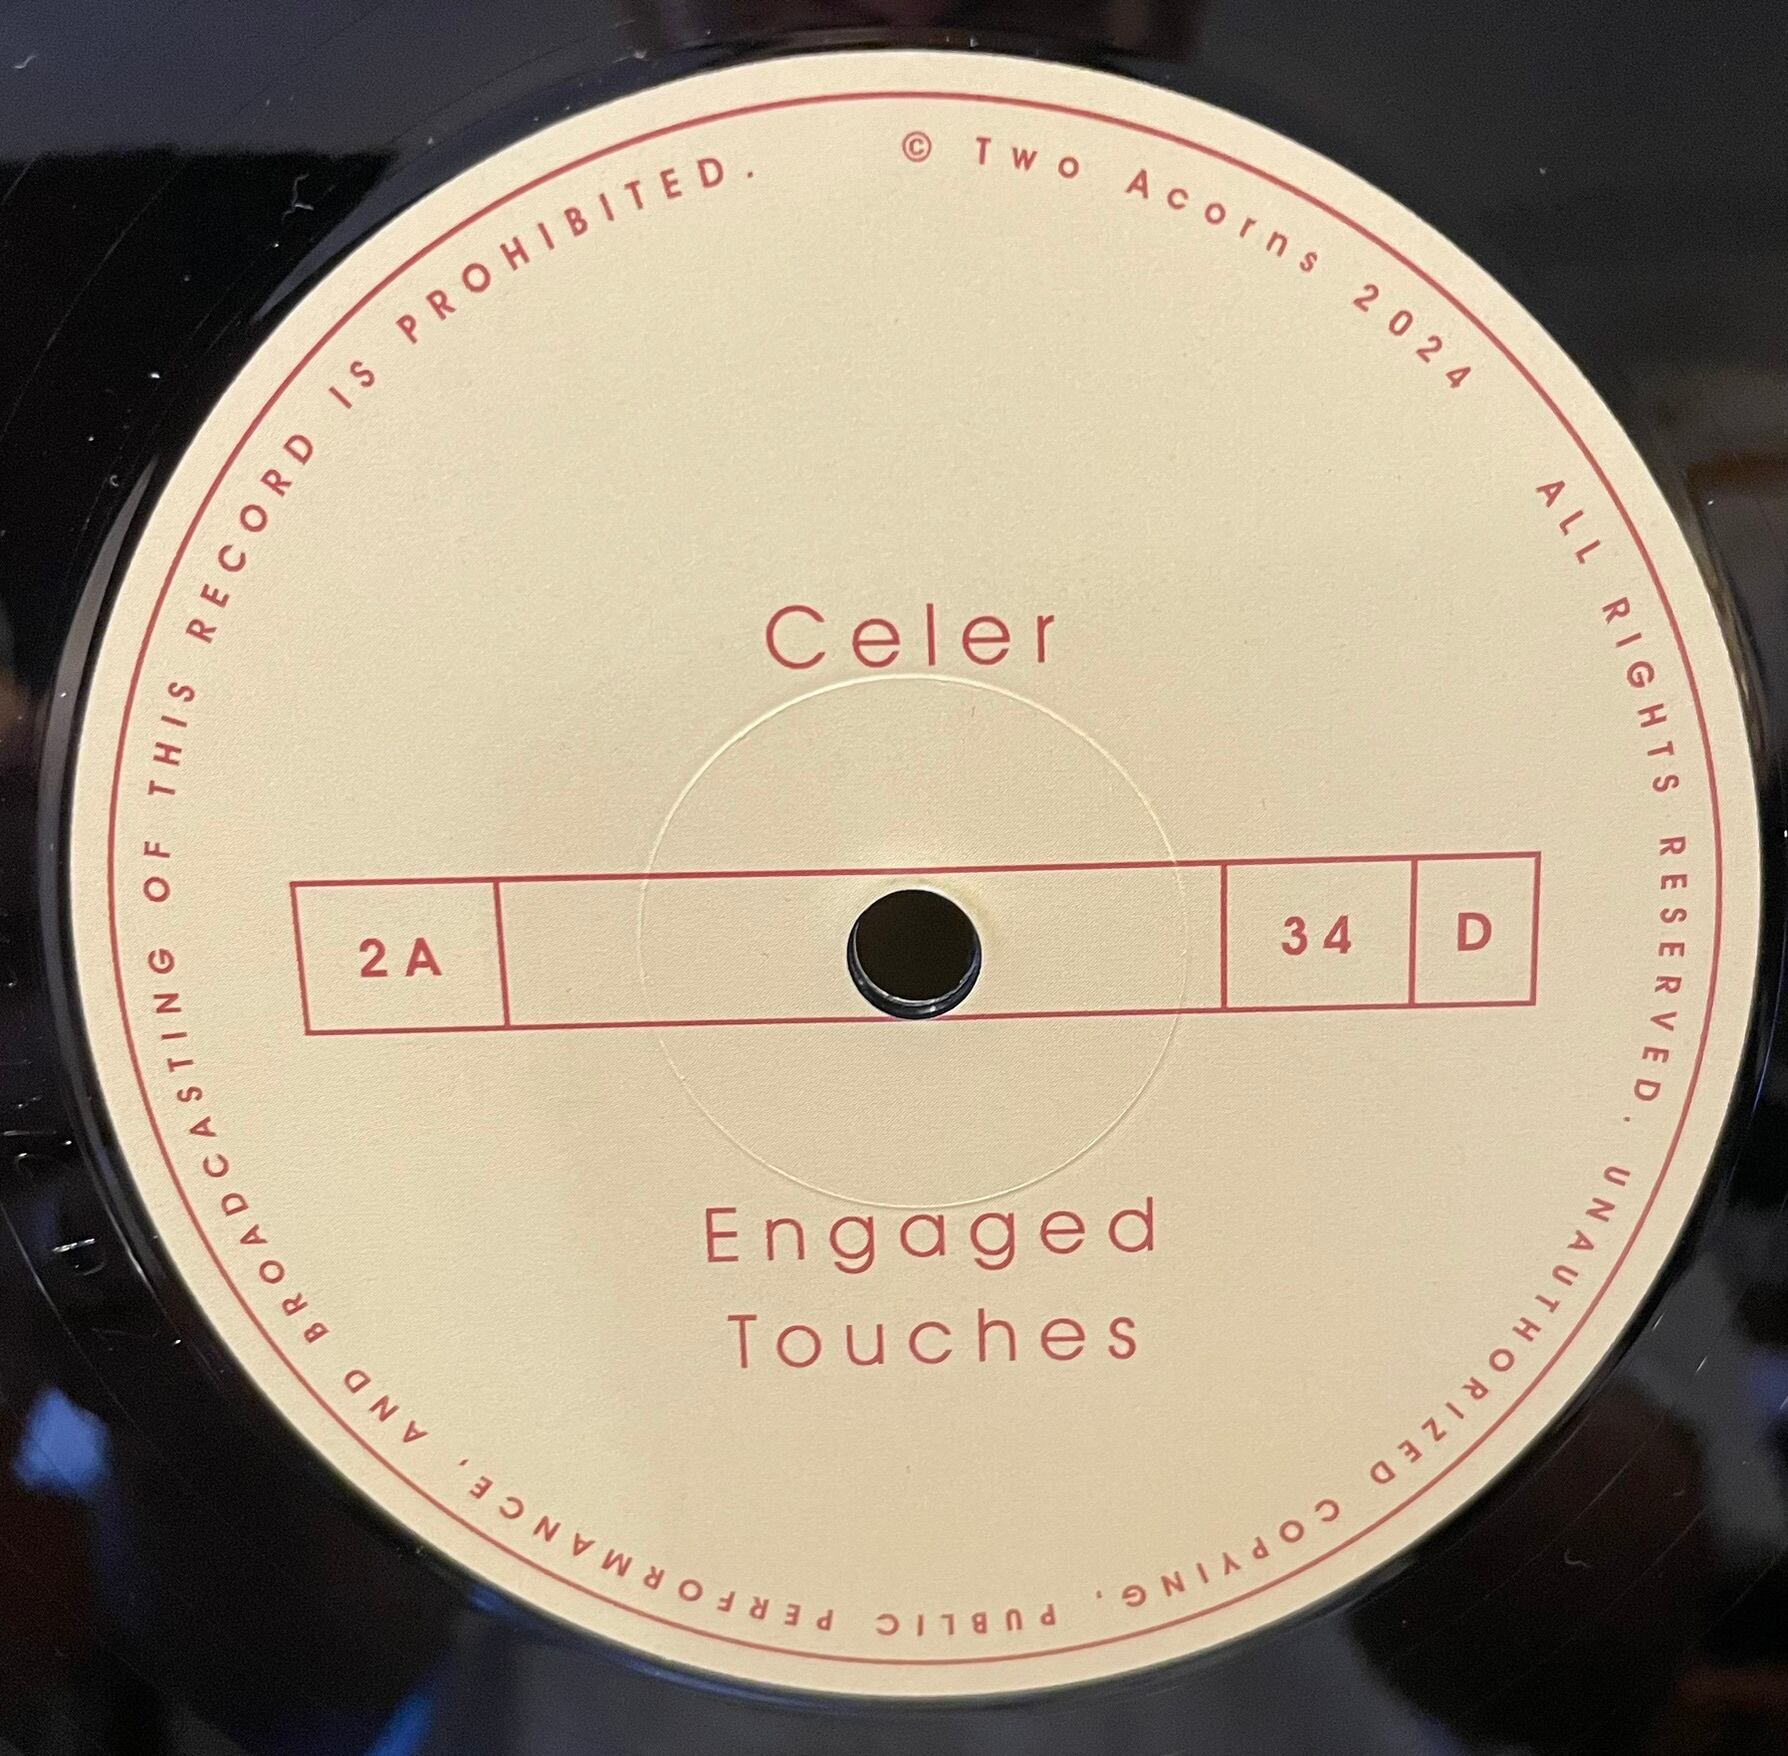 © Two Acorns 2024 ALL RIGHTS RESERVED. UNAUTHORIZED COPYING, PUBLIC PERFORMANCE, AND BROADCASTING OF THIS RECORD IS PROHIBITED.
Celer
2A 34 D
Engaged
Touches